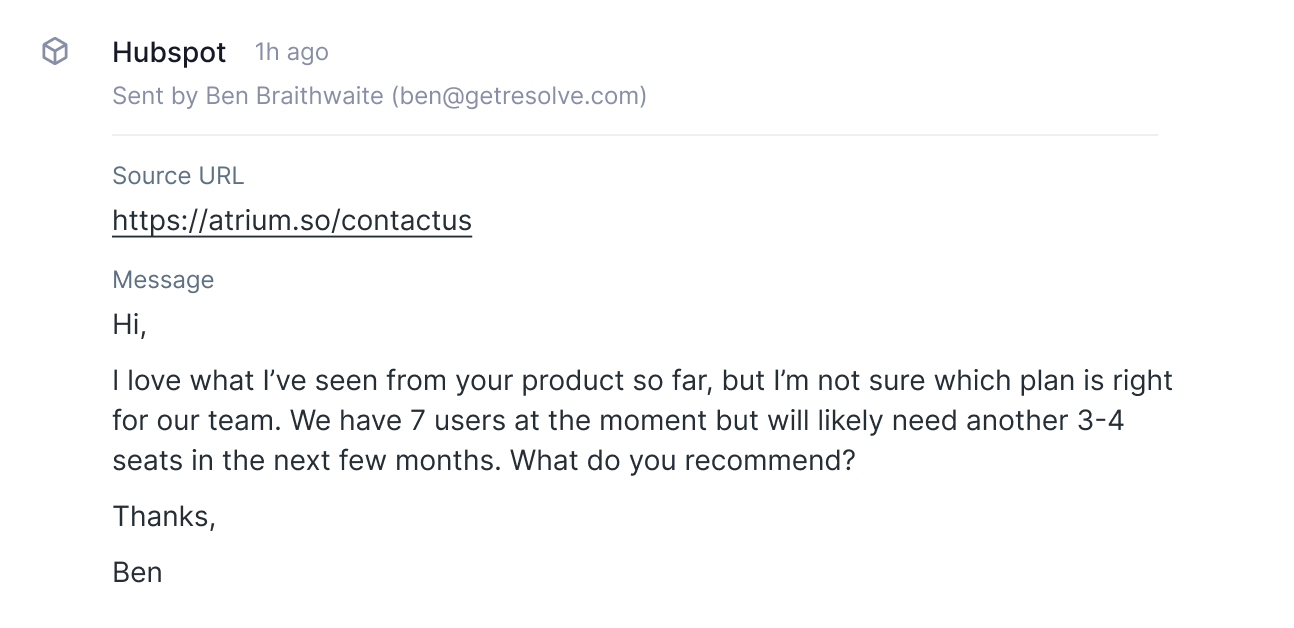 Hubspot 1h ago
Sent by Ben Braithwaite (ben@getresolve.com)
Source URL
https://atrium.so/contactus
Message
Hi,
I love what I’ve seen from your product so far, but I’m not sure which plan is right
for our team. We have 7 users at the moment but will likely need another 3-4
seats in the next few months. What do you recommend?
Thanks,
Ben